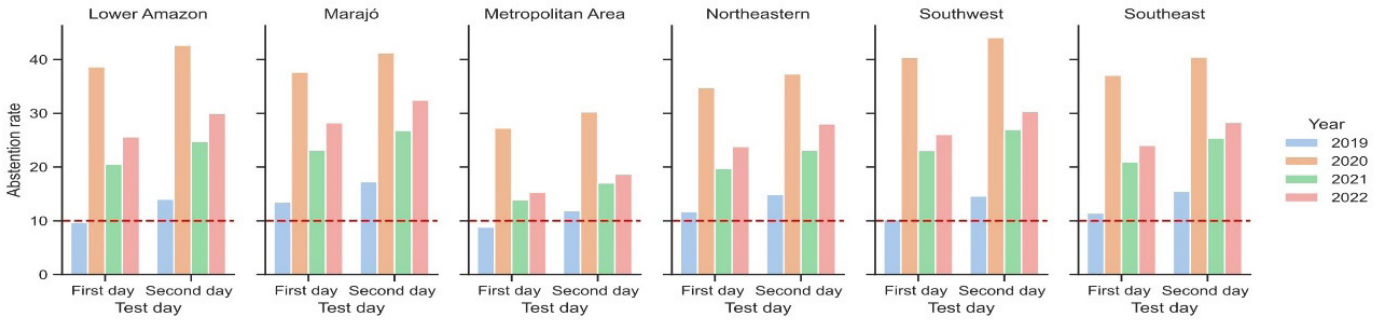 Lower Amazon
Marajó
Metropolitan Area
Northeastern
Southwest
Southeast
Abstention rate
40
30
20
10
0
First day Second day
Test day
First day Second day
Test day
First day Second day
Test day
First day Second day
Test day
First day Second day
Test day
First day Second day
Test day
Year
2019
2020
2021
2022